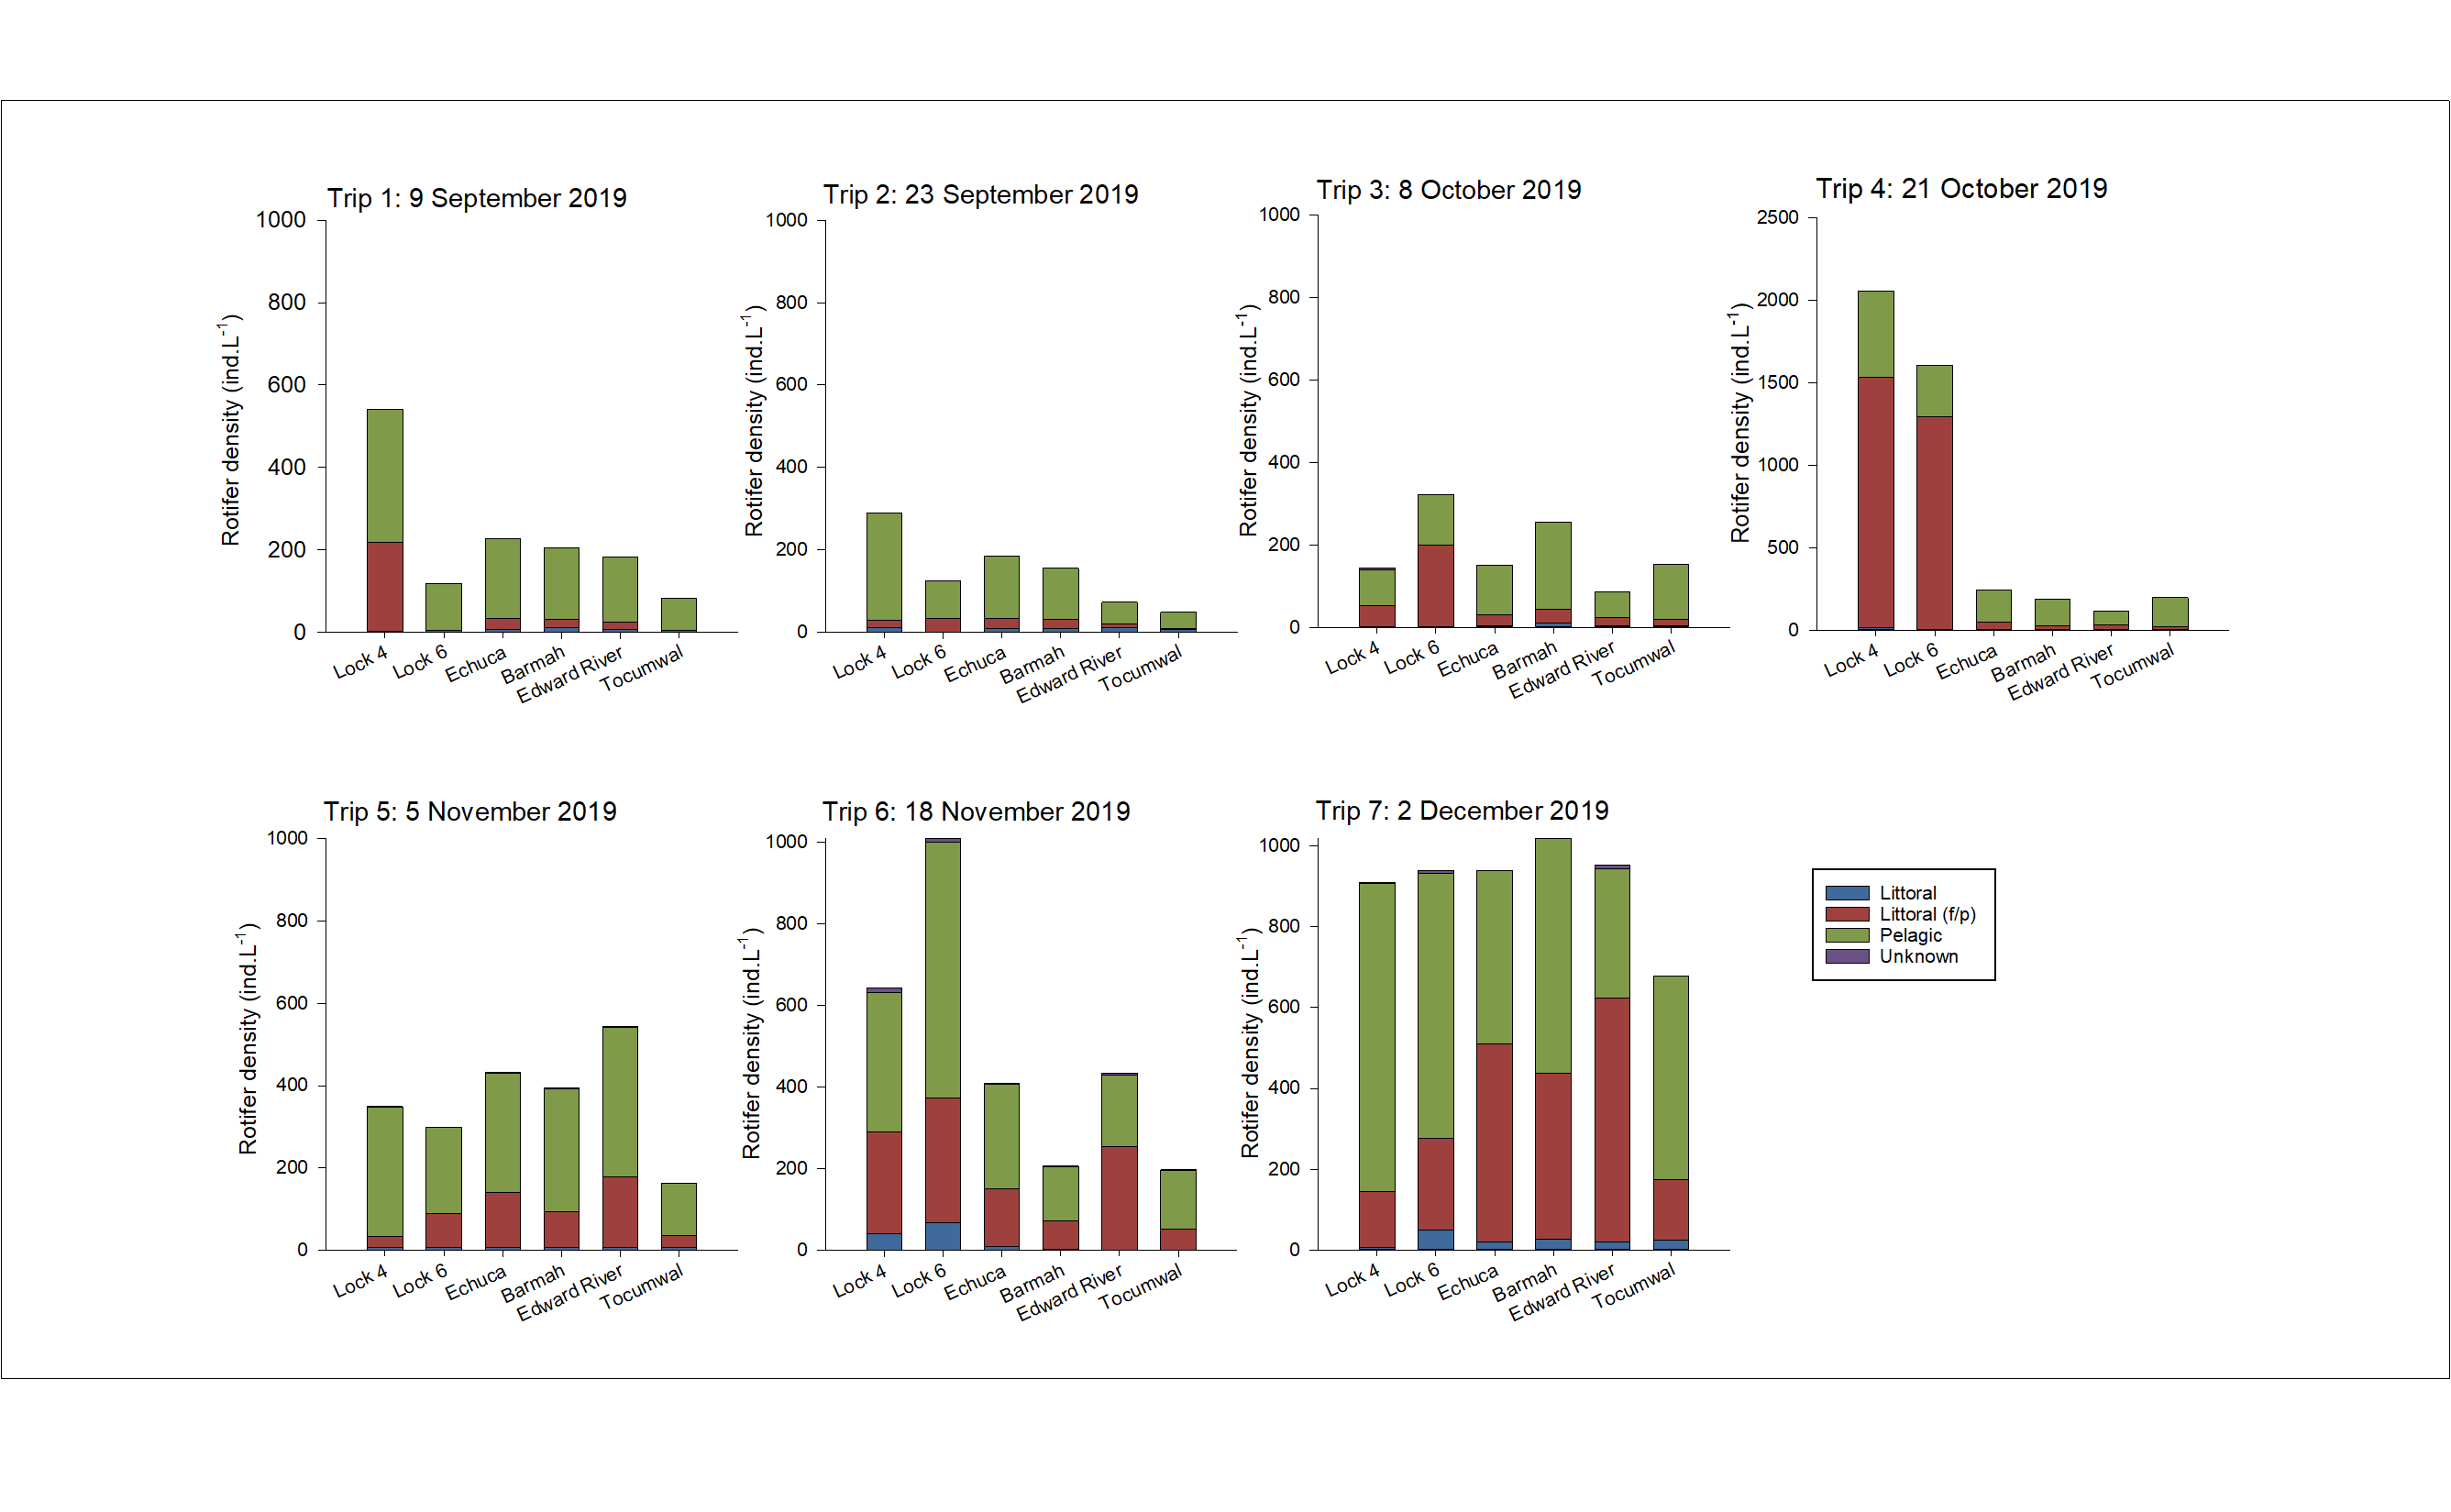 Trip 1: 9 September 2019
1000
800
600
400
200
0
Rotifer density (ind.L-1)
Lock 4
Lock 6
Echuca
Barmah
Edward River
Tocumwal
Trip 2: 23 September 2019
1000
800
600
400
200
0
Rotifer density (ind.L-1)
Lock 4
Lock 6
Echuca
Barmah
Edward River
Tocumwal
Trip 3: 8 October 2019
1000
800
600
400
200
0
Rotifer density (ind.L-1)
Lock 4
Lock 6
Echuca
Barmah
Edward River
Tocumwal
Trip 4: 21 October 2019
2500
2000
1500
1000
500
0
Rotifer density (ind.L-1)
Lock 4
Lock 6
Echuca
Barmah
Edward River
Tocumwal
Trip 5: 5 November 2019
1000
800
600
400
200
0
Rotifer density (ind.L-1)
Lock 4
Lock 6
Echuca
Barmah
Edward River
Tocumwal
Trip 6: 18 November 2019
1000
800
600
400
200
0
Rotifer density (ind.L-1)
Lock 4
Lock 6
Echuca
Barmah
Edward River
Tocumwal
Trip 7: 2 December 2019
1000
800
600
400
200
0
Rotifer density (ind.L-1)
Lock 4
Lock 6
Echuca
Barmah
Edward River
Tocumwal
Littoral
Littoral (f/p)
Pelagic
Unknown